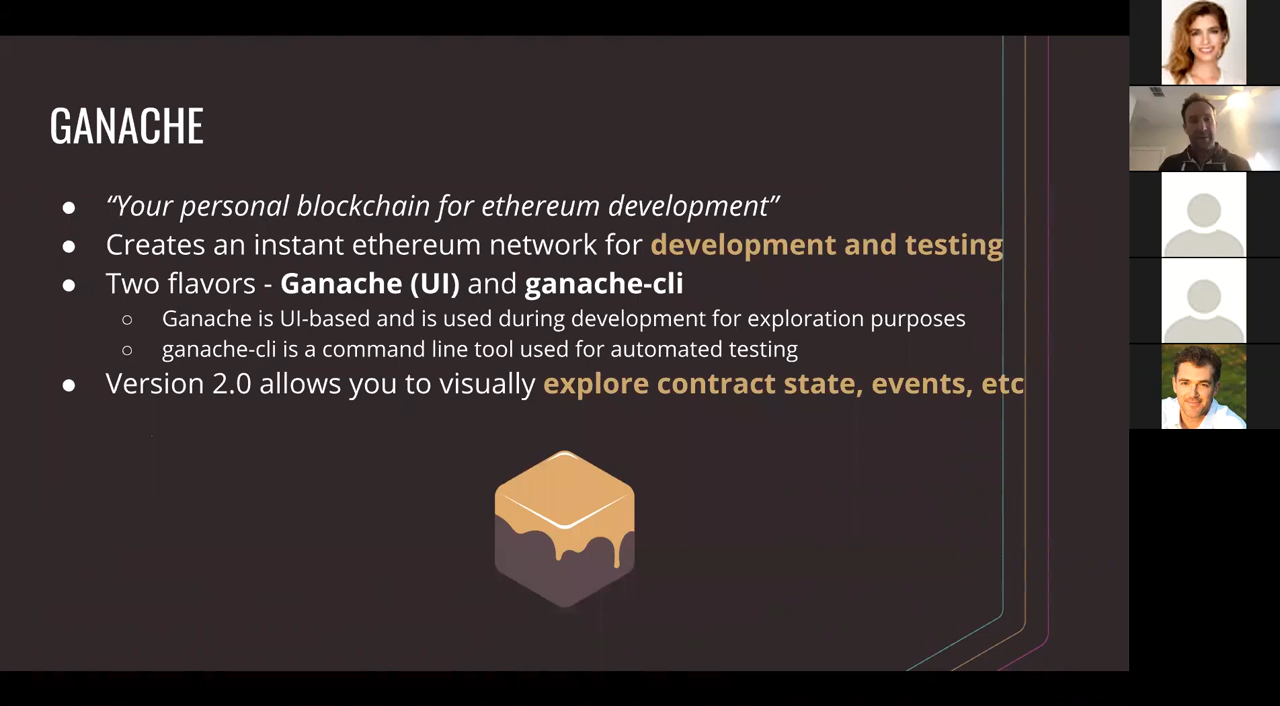 GANACHE
● “Your personal blockchain for ethereum development”
● Creates an instant ethereum network for development and testing
● Two flavors - Ganache (UI) and ganache-cli
○ Ganache is UI-based and is used during development for exploration purposes
○ ganache-cli is a command line tool used for automated testing
● Version 2.0 allows you to visually explore contract state, events, etc